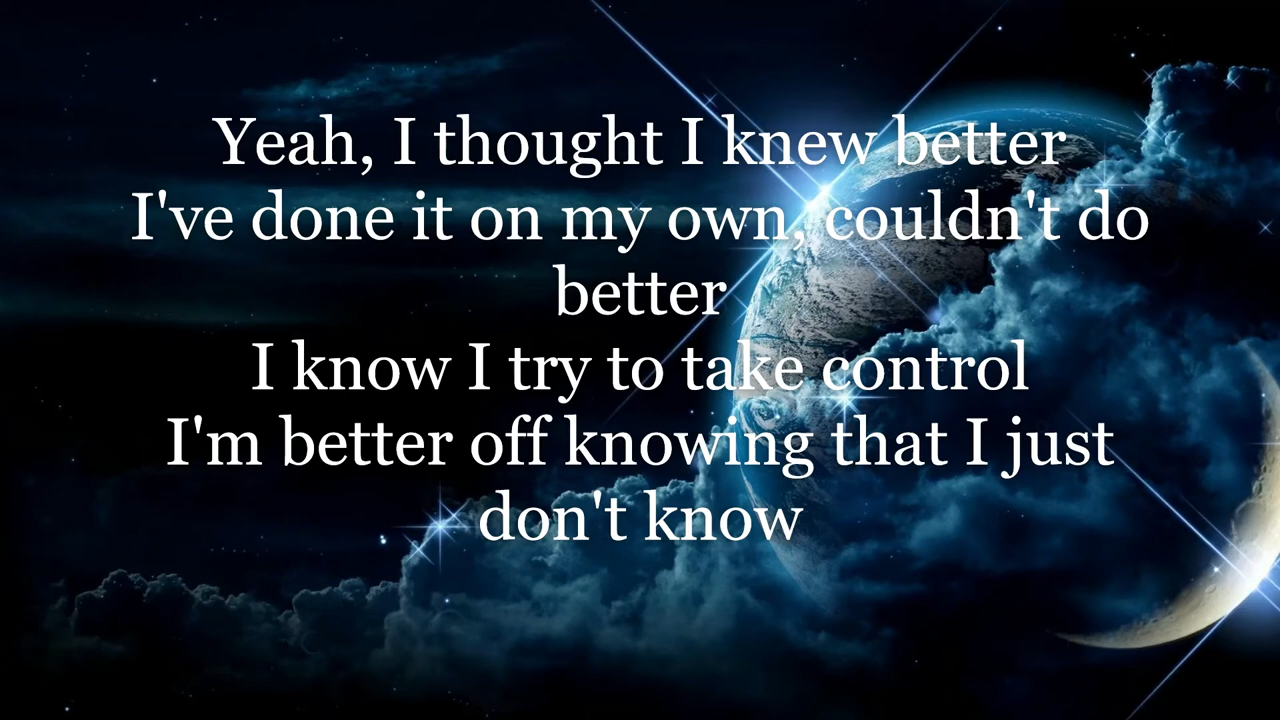 Yeah, I thought I knew better
I've done it on my own, couldn't do
better
I know I try to take control
I'm better off knowing that I just
don't know